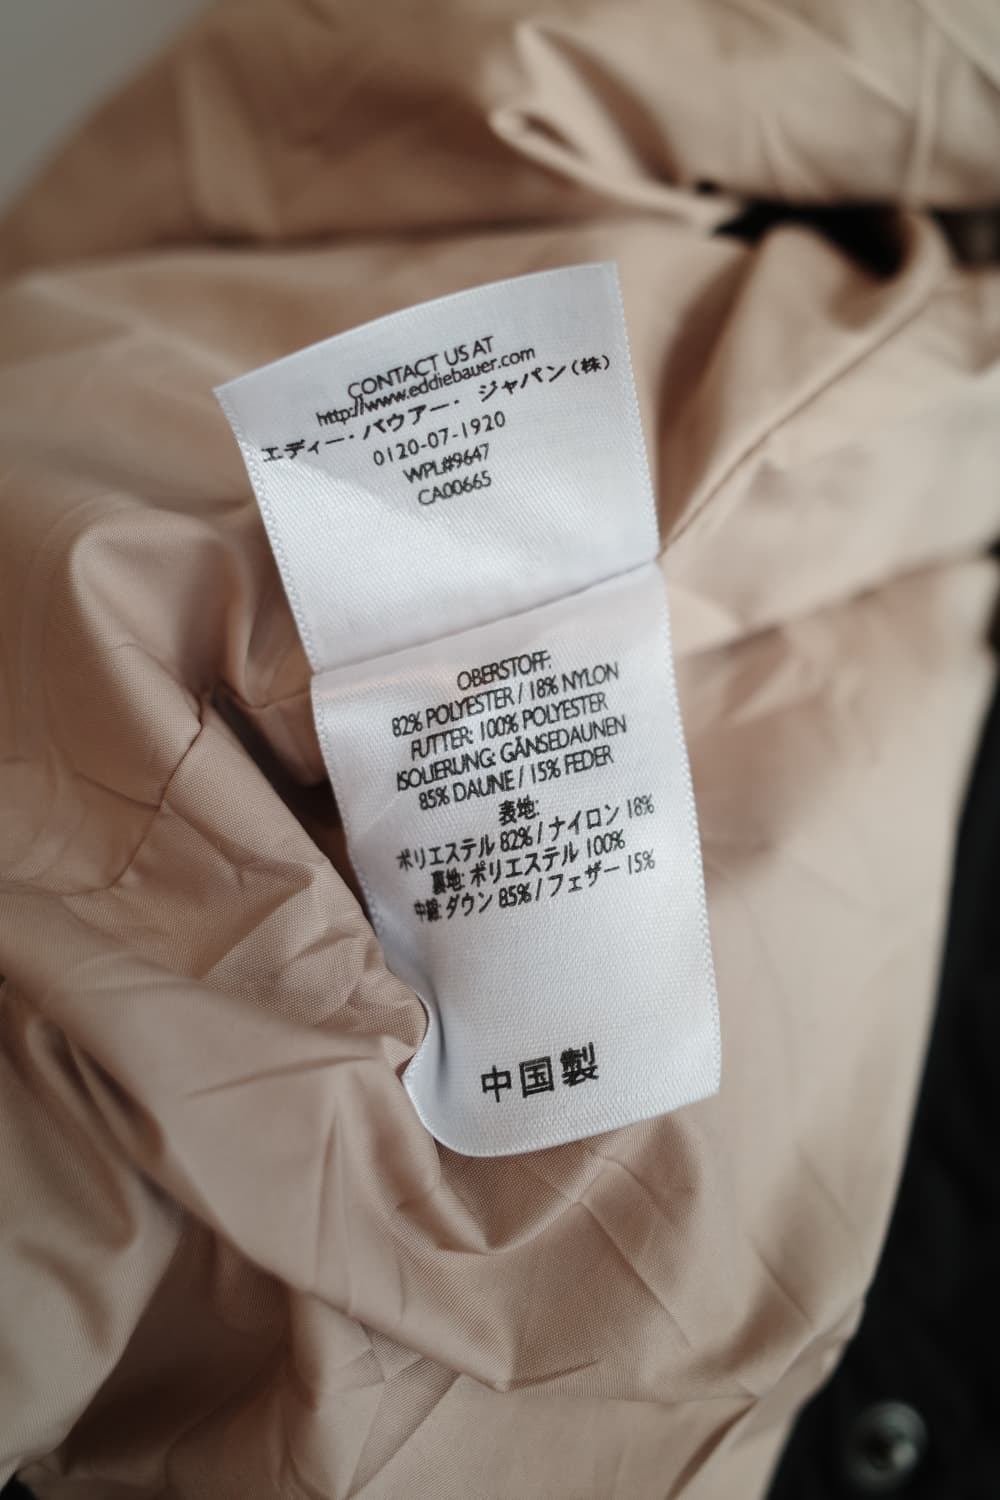 CONTACT US AT
http://www.eddiebauer.com
エディー・バウアー・ジャパン(株)
0120-07-1920
WPL#9647
CA00665
OBERSTOFF:
82% POLYESTER / 18% NYLON
FUTTER: 100% POLYESTER
ISOLIERUNG: GÄNSEDAUNEN
85% DAUNE / 15% FEDER
表地:
ポリエステル 82% / ナイロン 18%
裏地: ポリエステル 100%
中綿: ダウン 85% / フェザー 15%
中国製